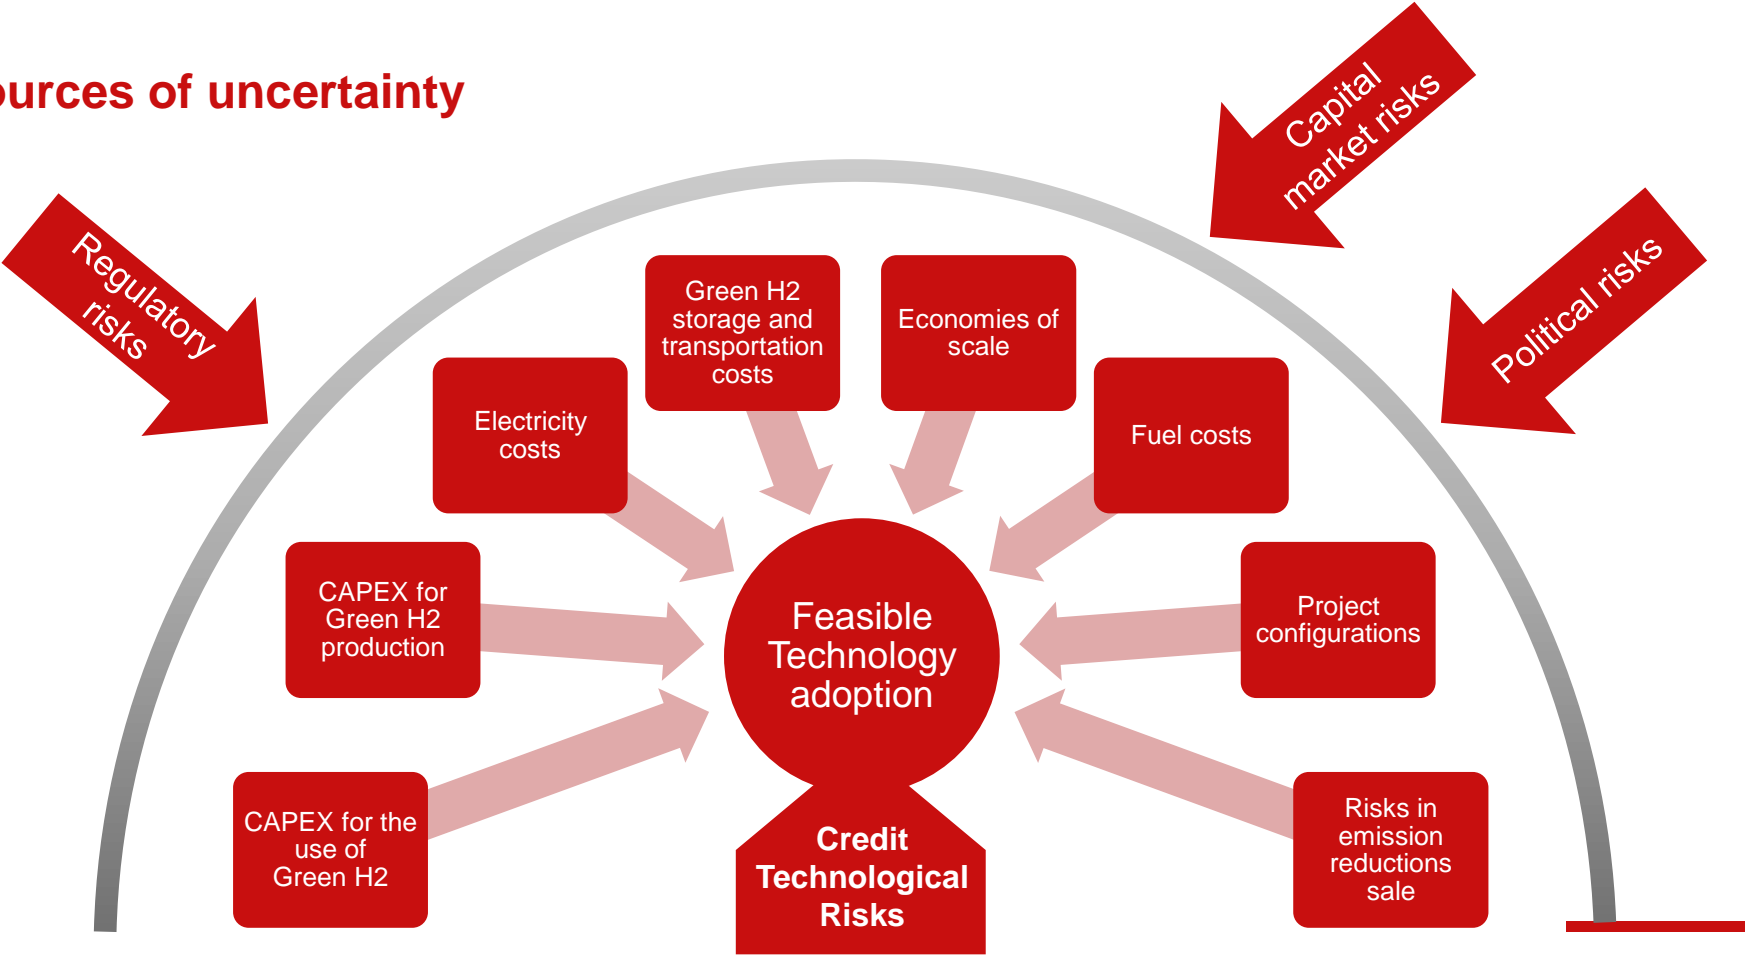 ources of uncertainty
Capital
market risks
Regulatory
risks
Political risks
Green H2
storage and
transportation
costs
Economies of
scale
Electricity
costs
Fuel costs
CAPEX for
Green H2
production
Feasible
Technology
adoption
Project
configurations
CAPEX for the
use of
Green H2
Credit
Technological
Risks
Risks in
emission
reductions
sale